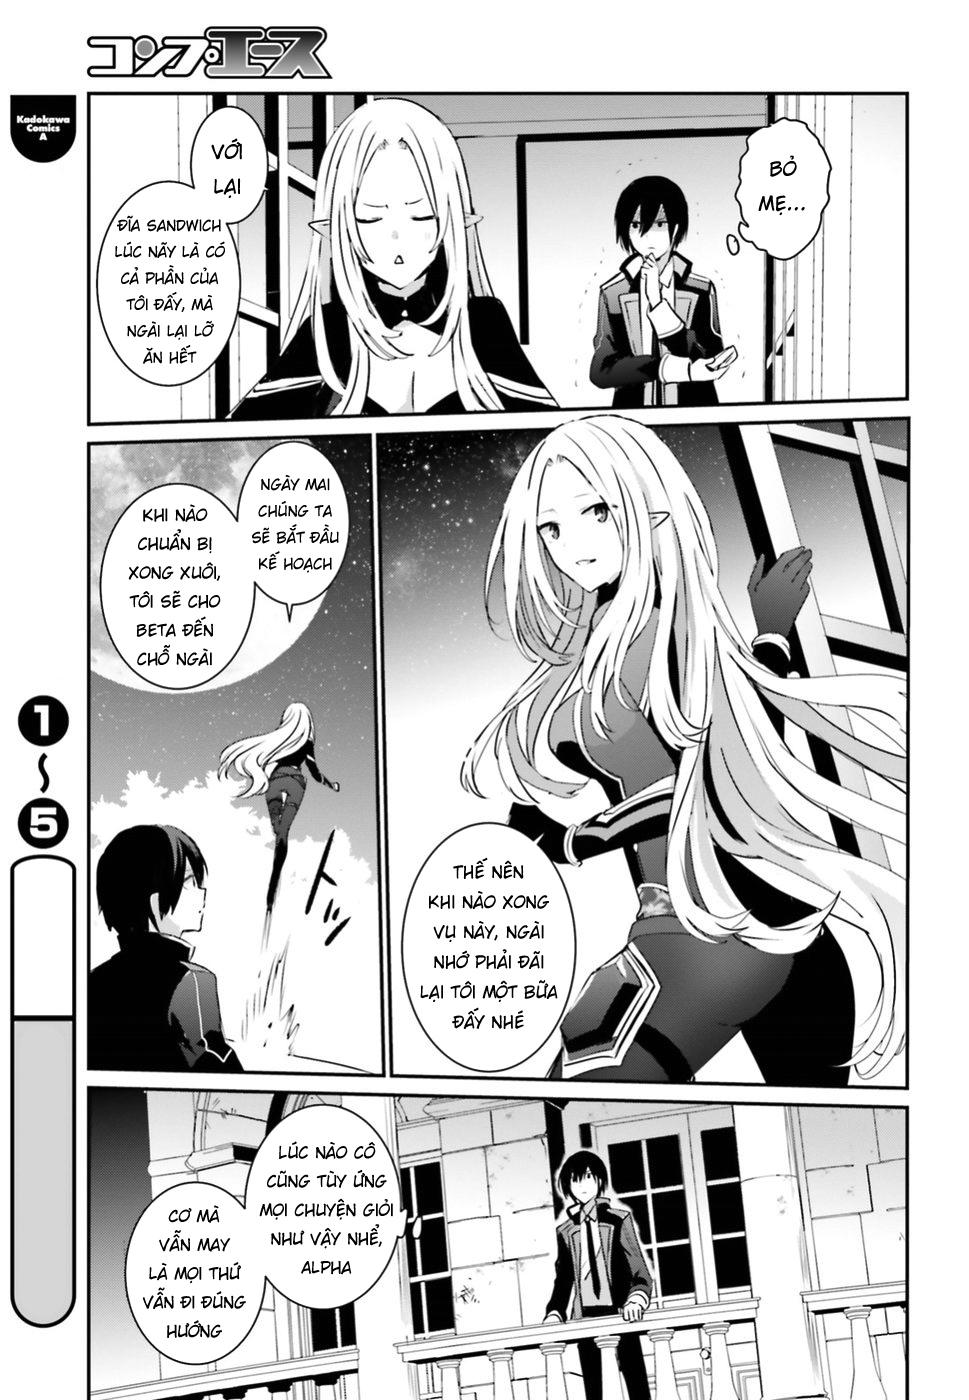 コンプエース
Kadokawa
Comics
A
BỎ
MẸ...
VỚI
LẠI
ĐĨA SANDWICH
LÚC NÃY LÀ CÓ
CẢ PHẦN CỦA
TÔI ĐẤY, MÀ
NGÀI LẠI LỠ
ĂN HẾT
THẾ NÊN
KHI NÀO XONG
VỤ NÀY, NGÀI
NHỚ PHẢI ĐÃI
LẠI TÔI MỘT BỮA
ĐẤY NHÉ
NGÀY MAI
CHÚNG TA
SẼ BẮT ĐẦU
KẾ HOẠCH
KHI NÀO
CHUẨN BỊ
XONG XUÔI,
TÔI SẼ CHO
BETA ĐẾN
CHỖ NGÀI
ドッ
LÚC NÀO CÔ
CŨNG TÙY ỨNG
MỌI CHUYỆN GIỎI
NHƯ VẬY NHỂ,
ALPHA
CƠ MÀ
VẪN MAY
LÀ MỌI THỨ
VẪN ĐI ĐÚNG
HƯỚNG
1
~
5